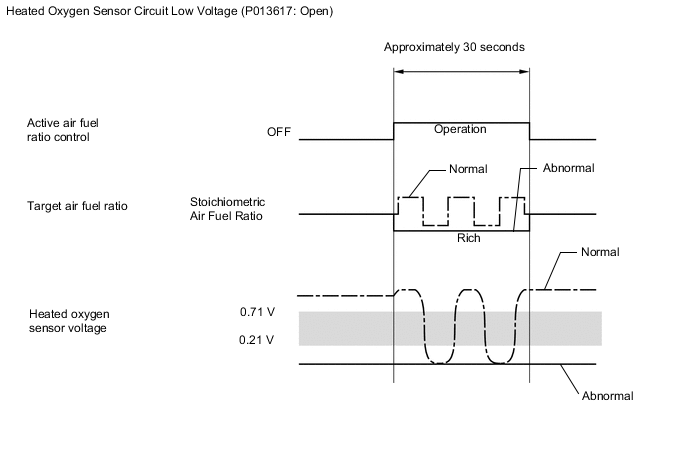 Heated Oxygen Sensor Circuit Low Voltage (P013617: Open)
Approximately 30 seconds
Active air fuel
ratio control
OFF
Operation
Normal
Abnormal
Target air fuel ratio
Stoichiometric
Air Fuel Ratio
Rich
Normal
Heated oxygen
sensor voltage
0.71 V
0.21 V
Abnormal